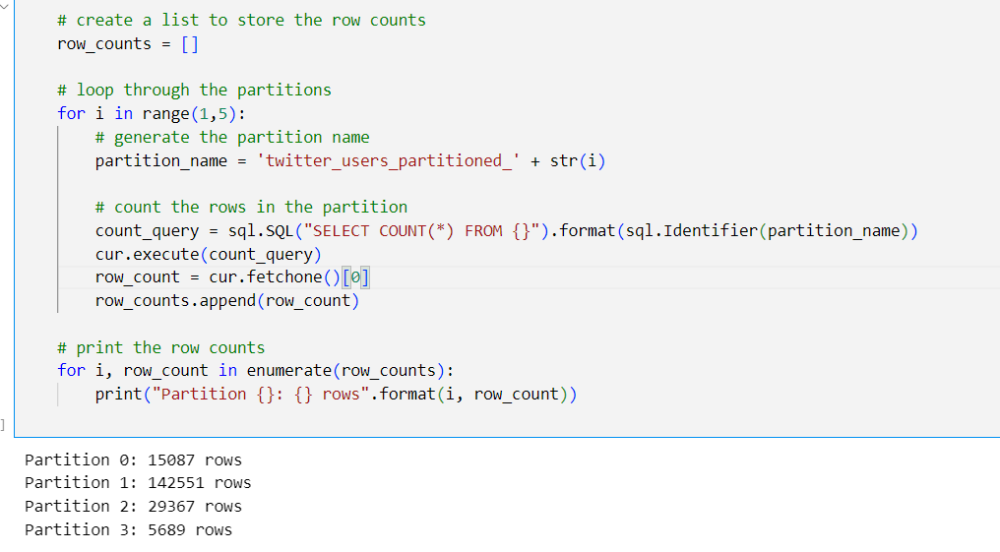 # create a list to store the row counts
row_counts = []
# loop through the partitions
for i in range(1,5):
# generate the partition name
partition_name = 'twitter_users_partitioned_' + str(i)
# count the rows in the partition
count_query = sql.SQL("SELECT COUNT(*) FROM {}").format(sql.Identifier(partition_name))
cur.execute(count_query)
row_count = cur.fetchone()[0]
row_counts.append(row_count)
# print the row counts
for i, row_count in enumerate(row_counts):
print("Partition {}: {} rows".format(i, row_count))
]
Partition 0: 15087 rows
Partition 1: 142551 rows
Partition 2: 29367 rows
Partition 3: 5689 rows